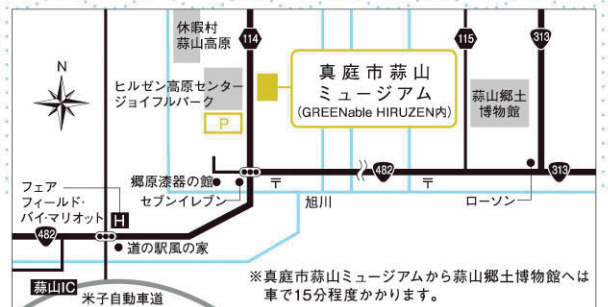 休暇村
蒜山高原
114
115
313
N
真庭市蒜山
ミュージアム
(GREENable HIRUZEN内)
ヒルゼン高原センター
ジョイフルパーク
P
蒜山郷土
博物館
482
313
郷原漆器の館
〒
〒
セブンイレブン
旭川
ローソン
フェア
フィールド・
バイ・マリオット
H
482
道の駅風の家
蒜山IC
米子自動車道
※真庭市蒜山ミュージアムから蒜山郷土博物館へは
車で15分程度かかります。